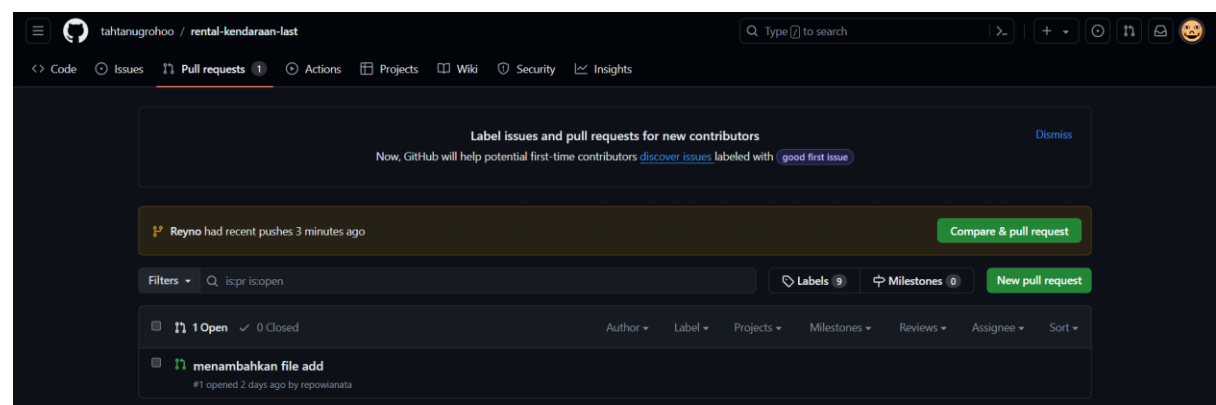 tahtanugrohoo / rental-kendaraan-last Type / to search
Code Issues Pull requests 1 Actions Projects Wiki Security Insights
Label issues and pull requests for new contributors Dismiss
Now, GitHub will help potential first-time contributors discover issues labeled with good first issue
Reyno had recent pushes 3 minutes ago Compare & pull request
Filters is:pr is:open Labels 9 Milestones 0 New pull request
1 Open 0 Closed Author Label Projects Milestones Reviews Assignee Sort
menambahkan file add
#1 opened 2 days ago by repowianata